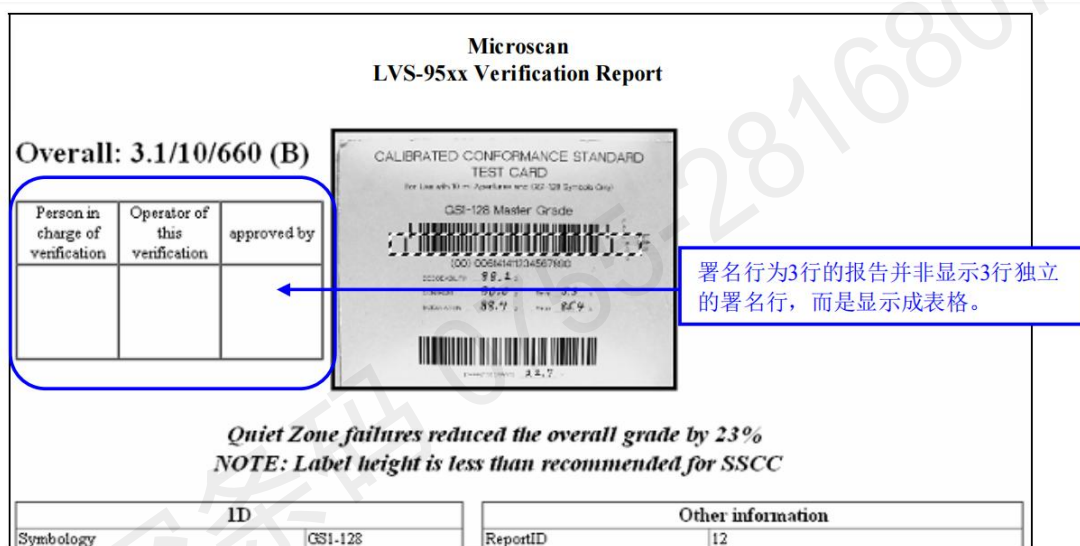 Microscan
LVS-95xx Verification Report
Overall: 3.1/10/660 (B)
Person in charge of verification
Operator of this verification
approved by
CALIBRATED CONFORMANCE STANDARD
TEST CARD
GS1-128 Master Grade
署名行为3行的报告并非显示3行独立
的署名行，而是显示成表格。
Quiet Zone failures reduced the overall grade by 23%
NOTE: Label height is less than recommended for SSCC
1D
Symbology
GS1-128
Other information
ReportID
12
条码 0755-281680